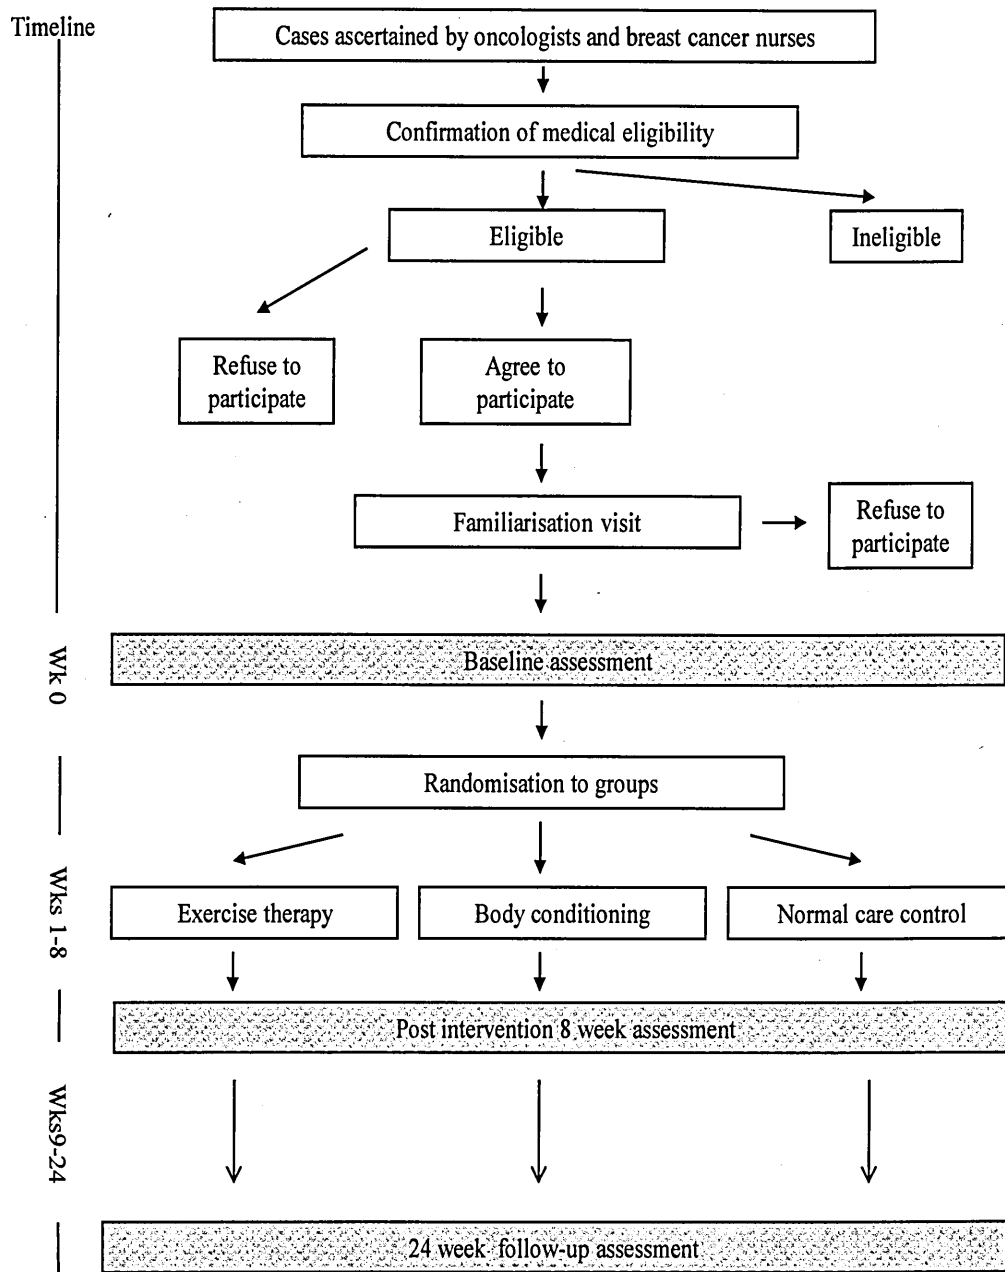 Timeline
Cases ascertained by oncologists and breast cancer nurses
Confirmation of medical eligibility
Eligible
Ineligible
Refuse to
participate
Agree to
participate
Familiarisation visit
Refuse to
participate
Wk 0
Baseline assessment
Randomisation to groups
Wks 1-8
Exercise therapy
Body conditioning
Normal care control
Post intervention 8 week assessment
Wks9-24
24 week follow-up assessment